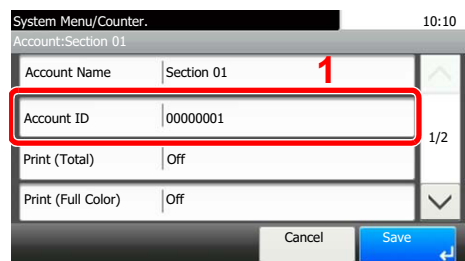 System Menu/Counter. 10:10
Account:Section 01
Account Name Section 01 1
Account ID 00000001
1/2
Print (Total) Off
Print (Full Color) Off
Cancel Save